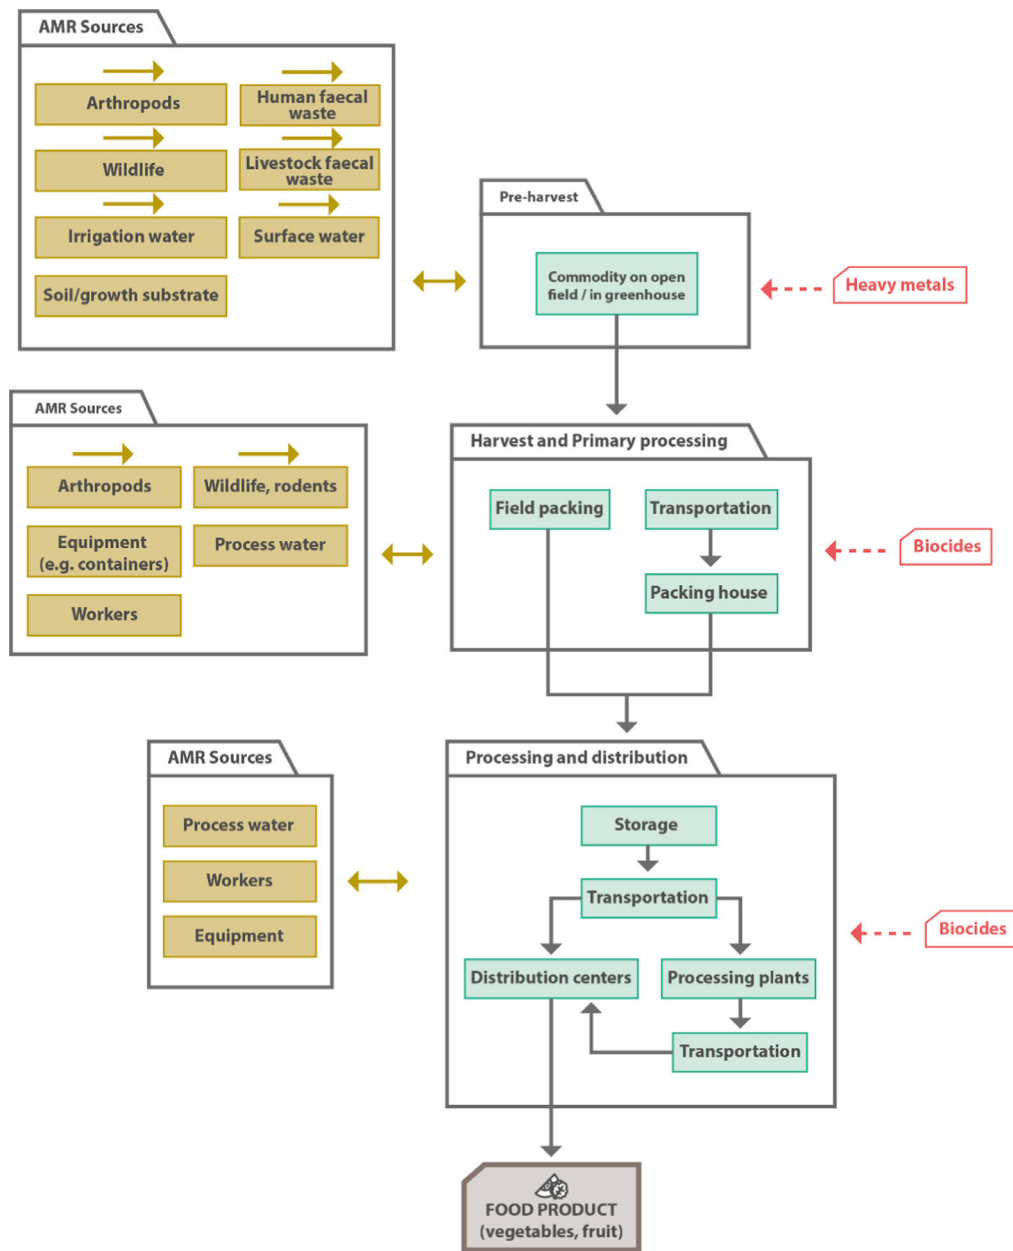 AMR Sources
Arthropods
Human faecal
waste
Wildlife
Livestock faecal
waste
Irrigation water
Surface water
Soil/growth substrate
Pre-harvest
Commodity on open
field / in greenhouse
Heavy metals
AMR Sources
Arthropods
Wildlife, rodents
Equipment
(e.g. containers)
Process water
Workers
Harvest and Primary processing
Field packing
Transportation
Packing house
Biocides
AMR Sources
Process water
Workers
Equipment
Processing and distribution
Storage
Transportation
Distribution centers
Processing plants
Transportation
Biocides
FOOD PRODUCT
(vegetables, fruit)